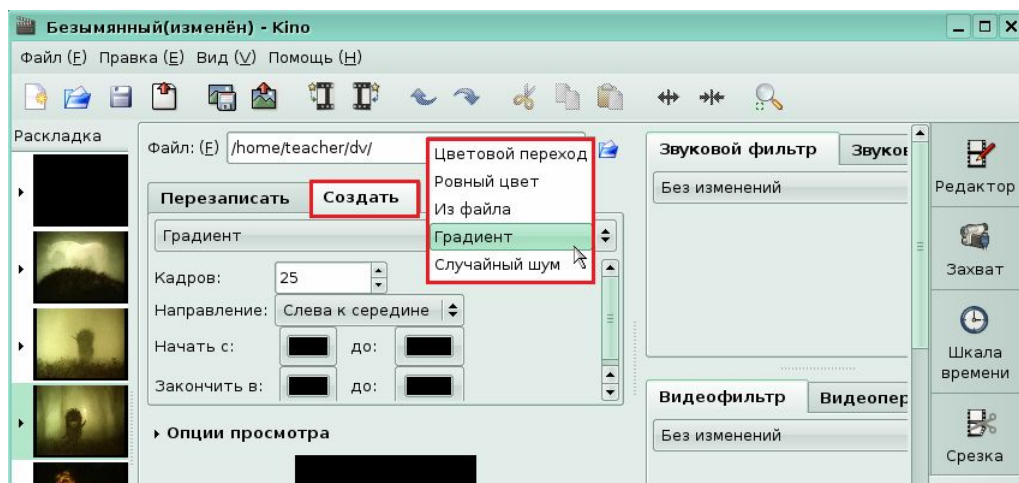 Безымянный(изменён) - Kino
Файл (F) Правка (E) Вид (V) Помощь (H)
Раскладка
Файл: (F) /home/teacher/dv/
Перезаписать Создать
Градиент
Цветовой переход
Ровный цвет
Из файла
Градиент
Случайный шум
Кадров: 25
Направление: Слева к середине
Начать с: до:
Закончить в: до:
Опции просмотра
Звуковой фильтр Звуков
Без изменений
Видеофильтр Видеопер
Без изменений
Редактор
Захват
Шкала
времени
Срезка